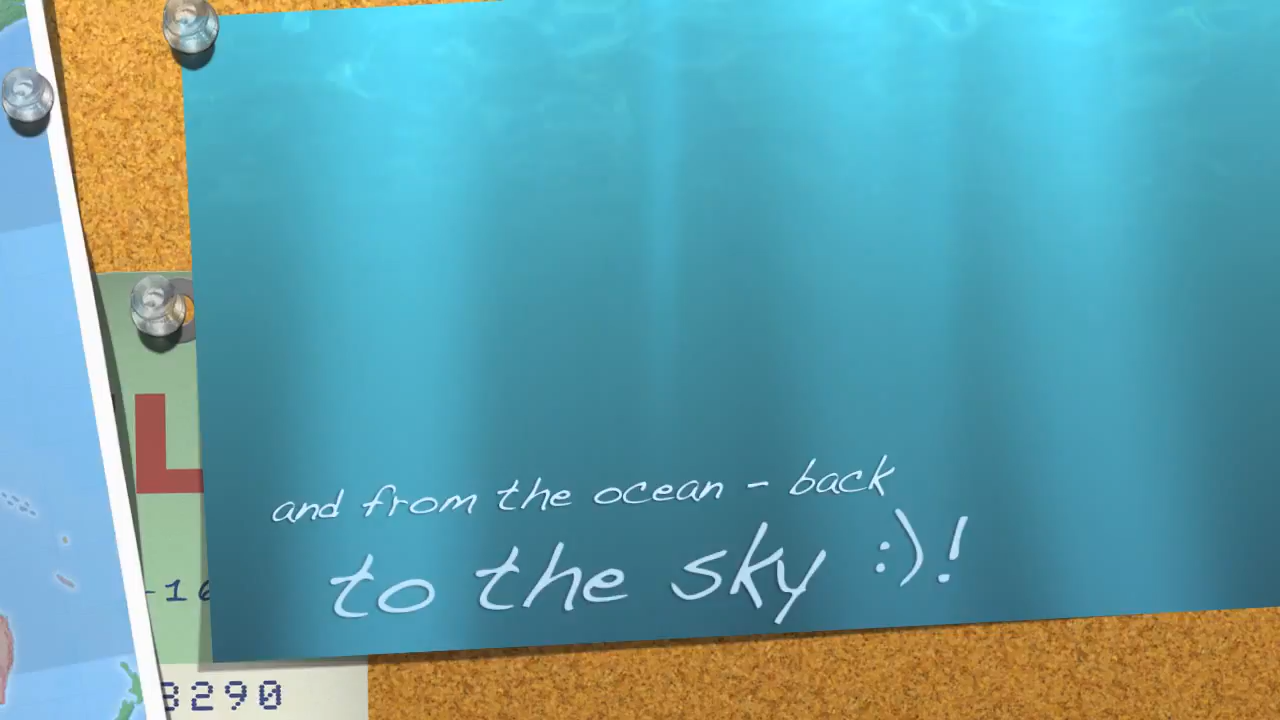 and from the ocean - back
to the sky :)!
L
-16
3290